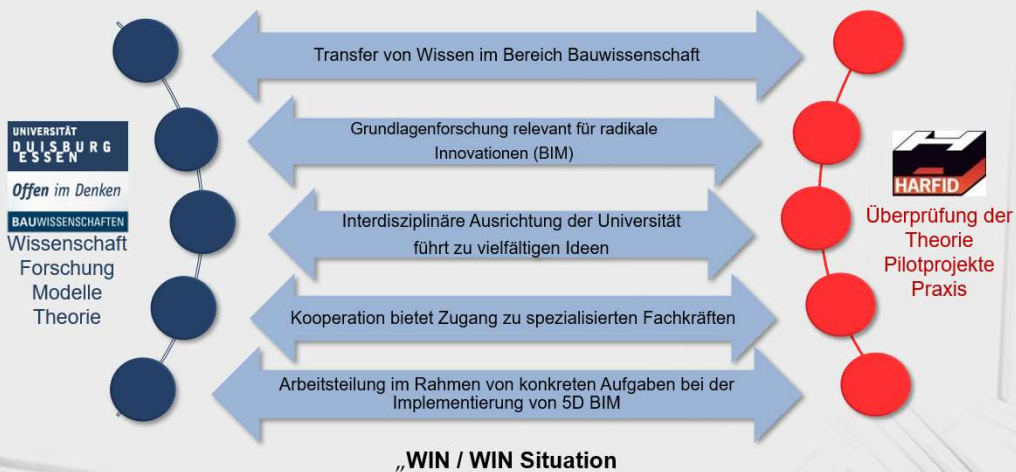 Transfer von Wissen im Bereich Bauwissenschaft
Grundlagenforschung relevant für radikale
Innovationen (BIM)
Interdisziplinäre Ausrichtung der Universität
führt zu vielfältigen Ideen
Kooperation bietet Zugang zu spezialisierten Fachkräften
Arbeitsteilung im Rahmen von konkreten Aufgaben bei der
Implementierung von 5D BIM
UNIVERSITÄT
DUISBURG
ESSEN
Offen im Denken
BAUWISSENSCHAFTEN
Wissenschaft
Forschung
Modelle
Theorie
HARFID
Überprüfung der
Theorie
Pilotprojekte
Praxis
„WIN / WIN Situation